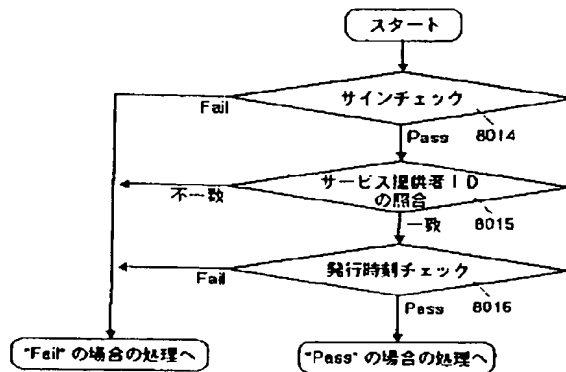 スタート
サインチェック
Fail
8014
Pass
サービス提供者ID
の照合
不一致
8015
一致
発行時刻チェック
Fail
8016
Pass
"Fail" の場合の処理へ
"Pass" の場合の処理へ